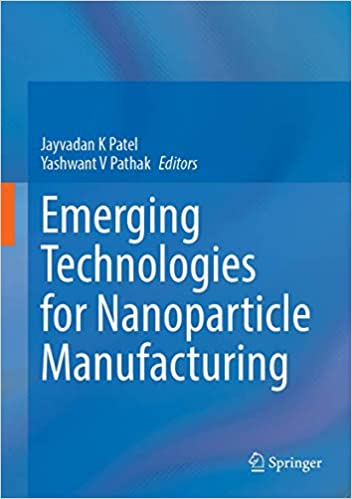 Jayvadan K Patel
Yashwant V Pathak Editors
Emerging
Technologies
for Nanoparticle
Manufacturing
Springer